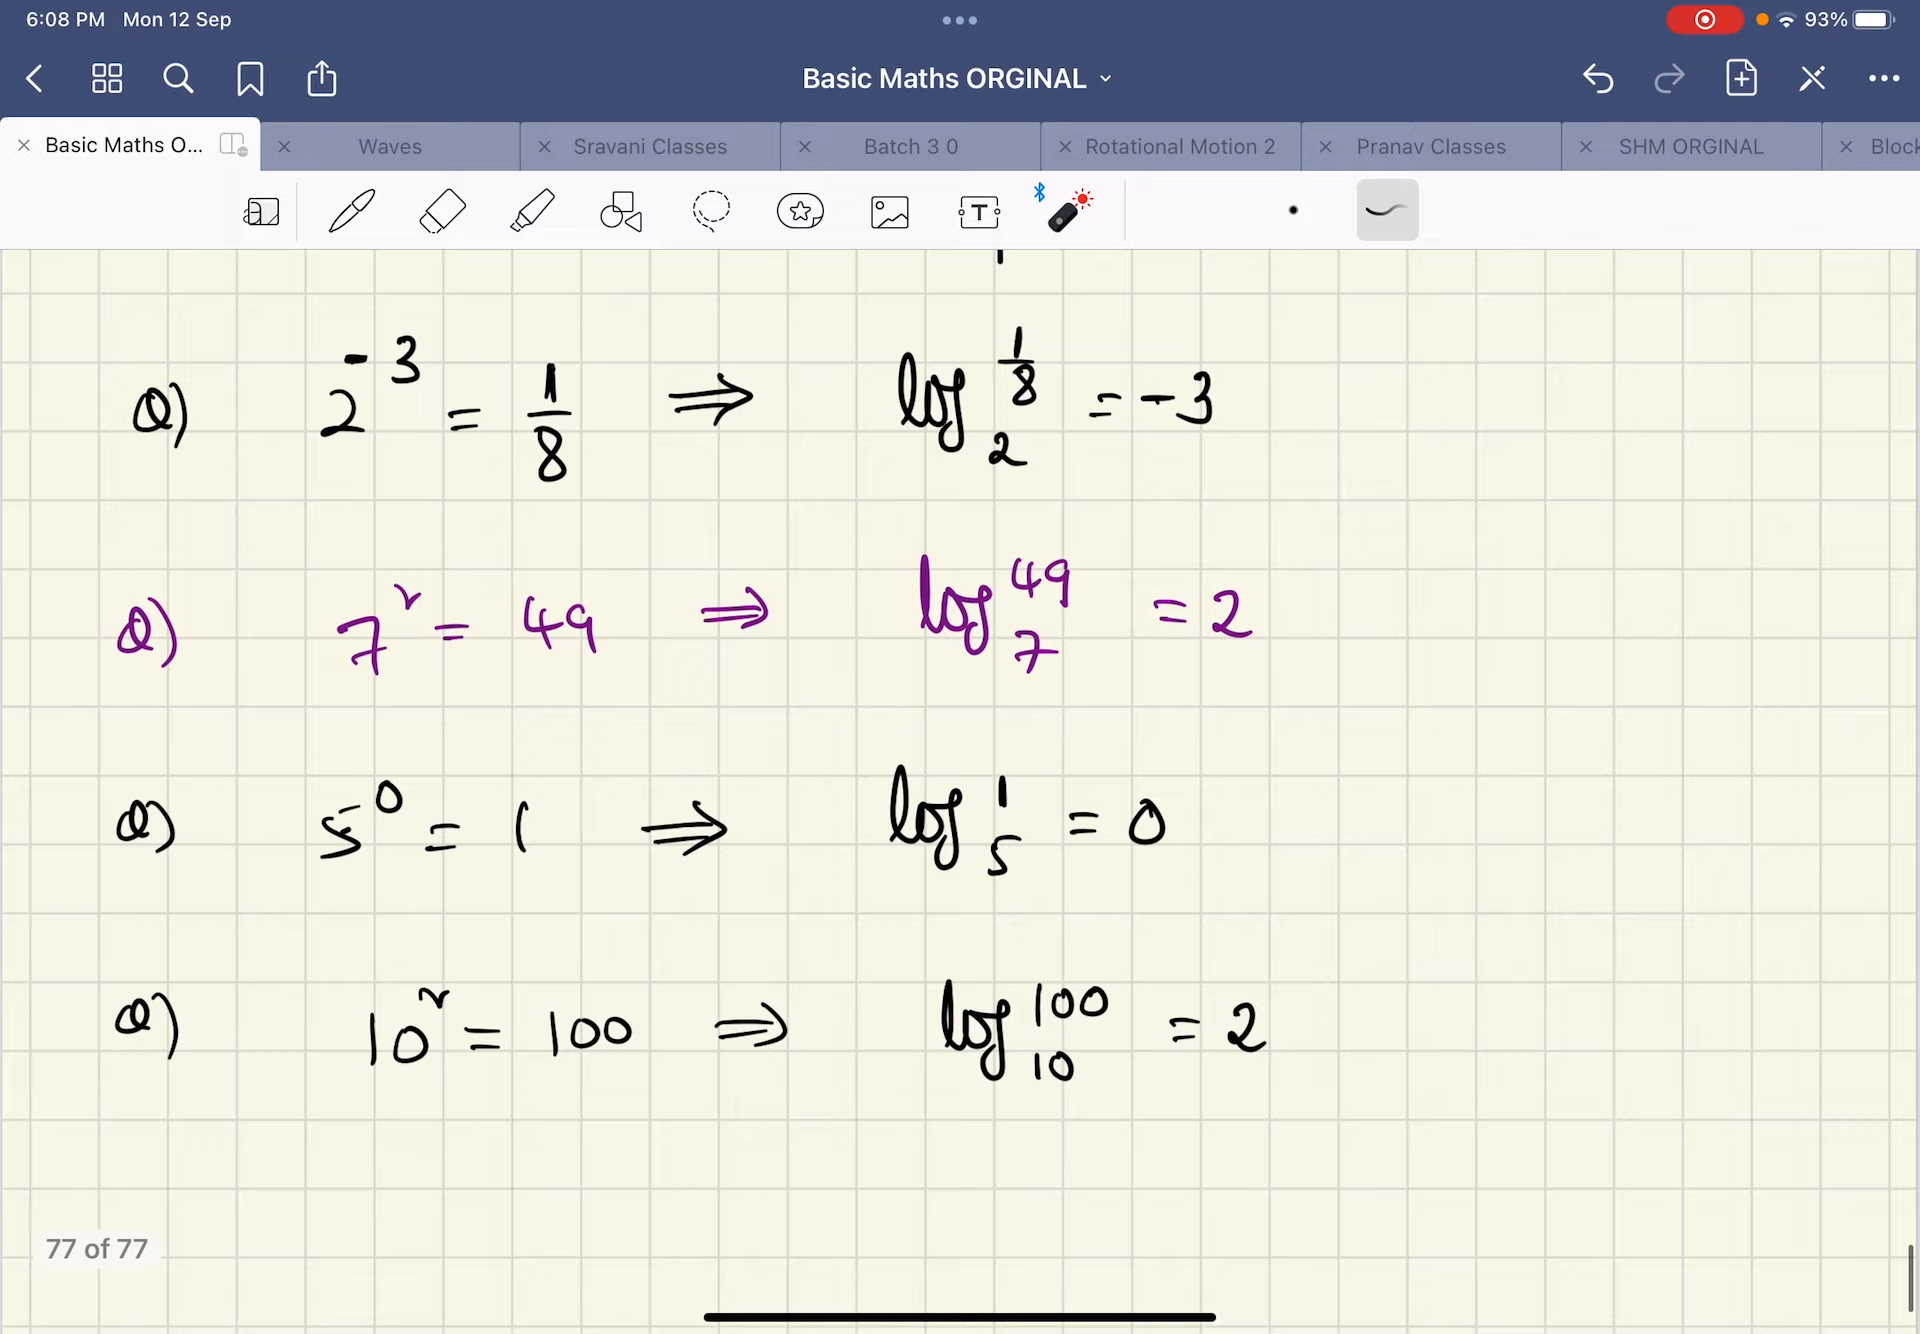 6:08 PM Mon 12 Sep 93%
Basic Maths ORGINAL
Basic Maths O... Waves Sravani Classes Batch 3 0 Rotational Motion 2 Pranav Classes SHM ORGINAL Block
T
Q) 2^-3 = 1/8 ⇒ log_2^(1/8) = -3
Q) 7^2 = 49 ⇒ log_7^49 = 2
Q) 5^0 = 1 ⇒ log_5^1 = 0
Q) 10^2 = 100 ⇒ log_10^100 = 2
77 of 77